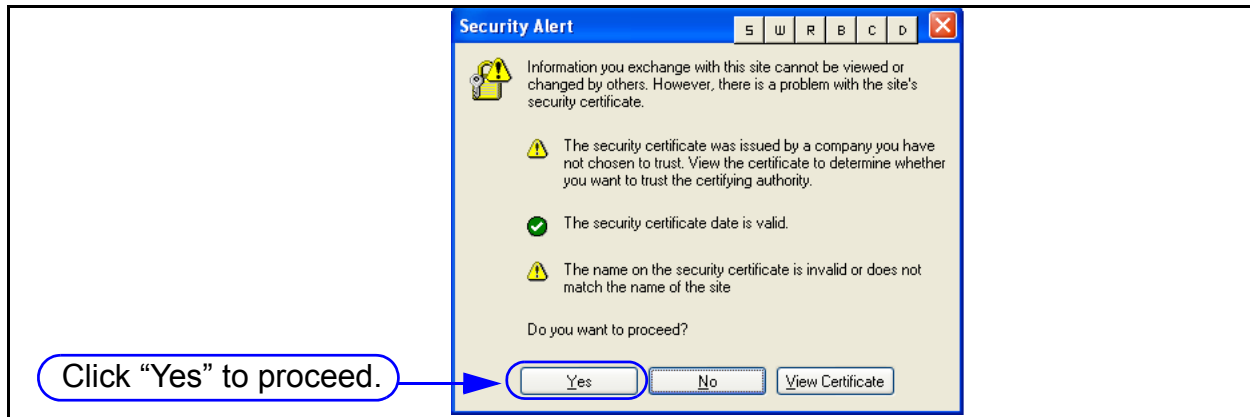 Security Alert
S W R B C D
Information you exchange with this site cannot be viewed or
changed by others. However, there is a problem with the site's
security certificate.
The security certificate was issued by a company you have
not chosen to trust. View the certificate to determine whether
you want to trust the certifying authority.
The security certificate date is valid.
The name on the security certificate is invalid or does not
match the name of the site
Do you want to proceed?
Click “Yes” to proceed.
Yes No View Certificate